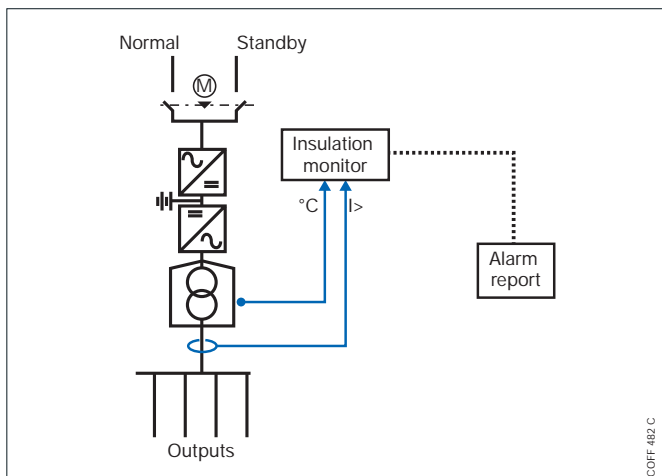 Normal
Standby
M
Insulation
monitor
°C
I>
Alarm
report
Outputs
COFF 482 C